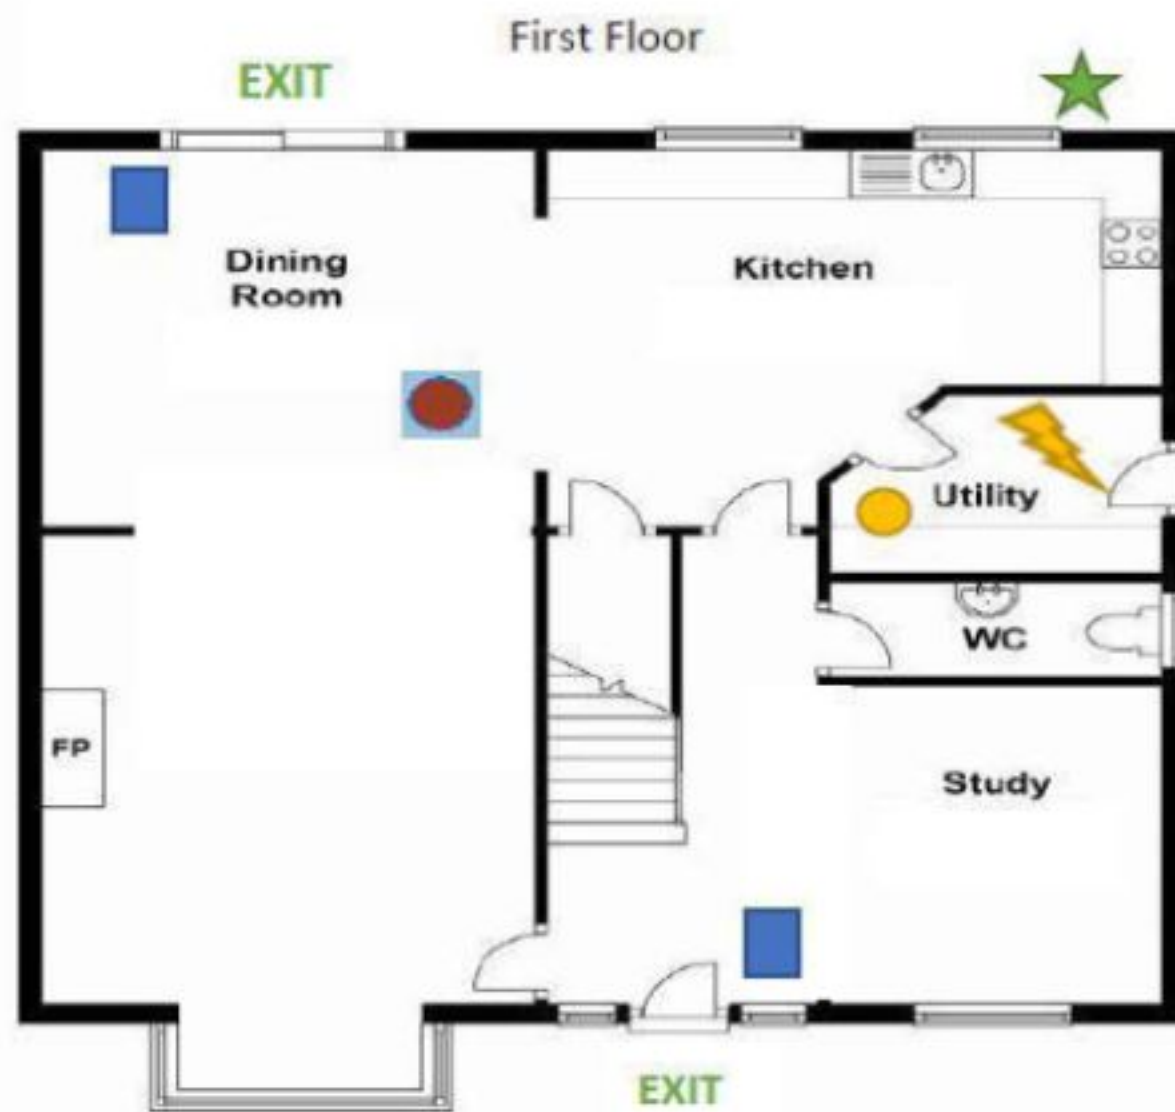 First Floor
EXIT
Dining
Room
Kitchen
Utility
WC
FP
Study
EXIT